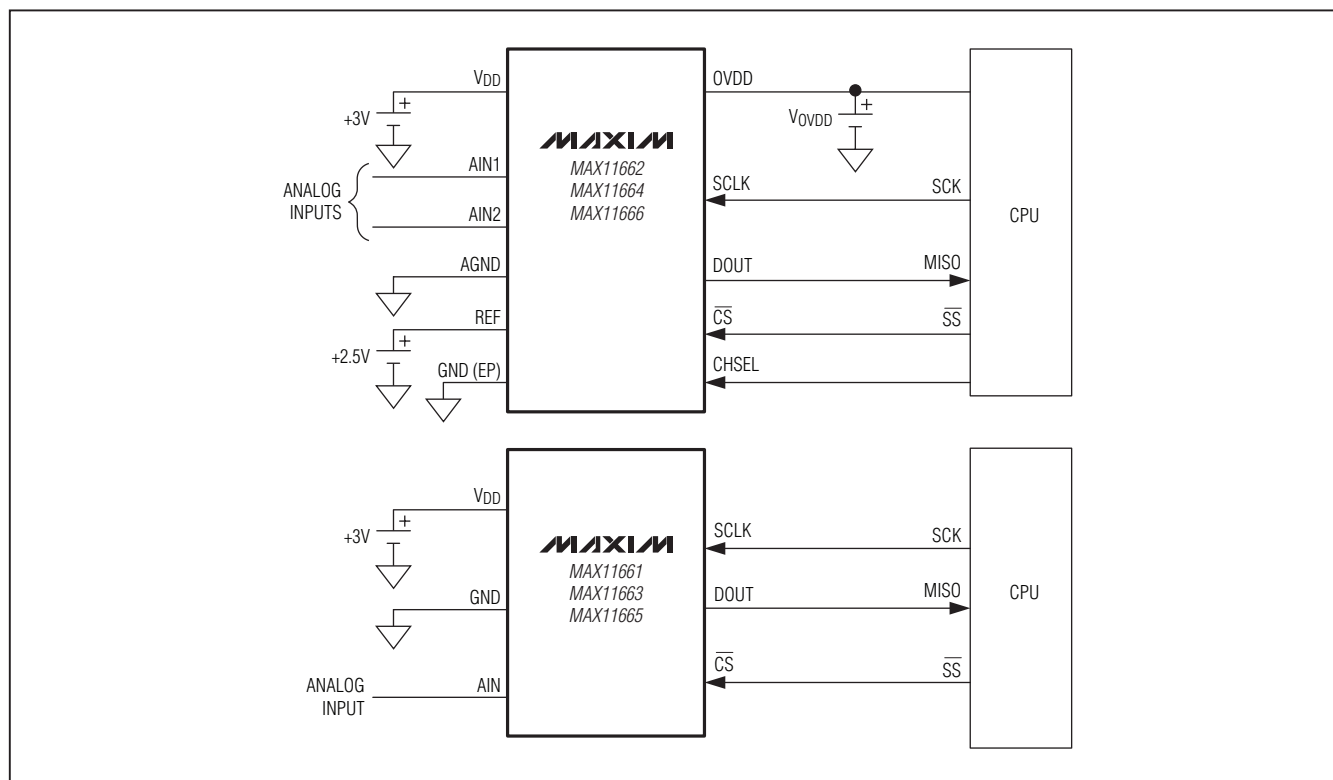 VDD
+
+3V
AIN1
ANALOG
INPUTS
AIN2
AGND
REF
+
+2.5V
GND (EP)
MAXIM
MAX11662
MAX11664
MAX11666
OVDD
+
VOVDD
SCLK
SCK
DOUT
MISO
CS
SS
CHSEL
CPU
VDD
+
+3V
GND
ANALOG
INPUT
AIN
MAXIM
MAX11661
MAX11663
MAX11665
SCLK
SCK
DOUT
MISO
CS
SS
CPU